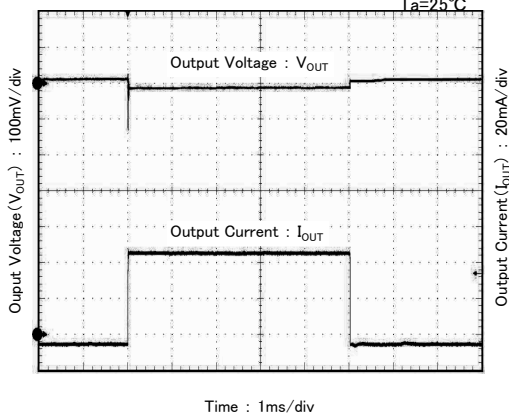 Ta=25℃
Output Voltage : VOUT
Ouput Voltage(VOUT) : 100mV/div
Output Current(IOUT) : 20mA/div
Output Current : IOUT
Time : 1ms/div